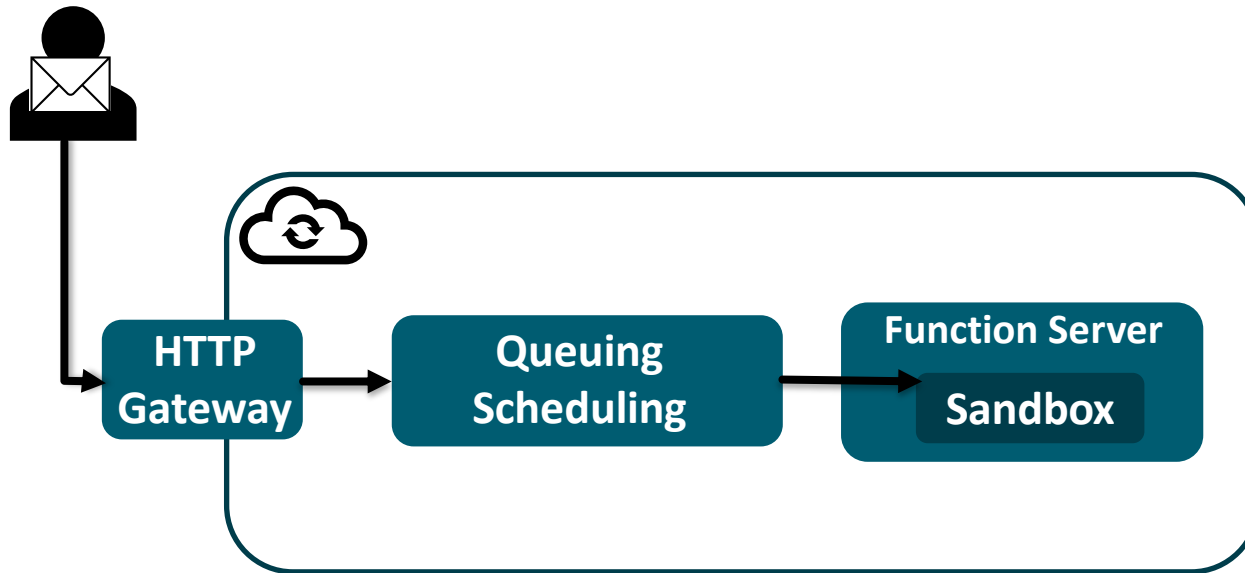 HTTP
Gateway
Queuing
Scheduling
Function Server
Sandbox